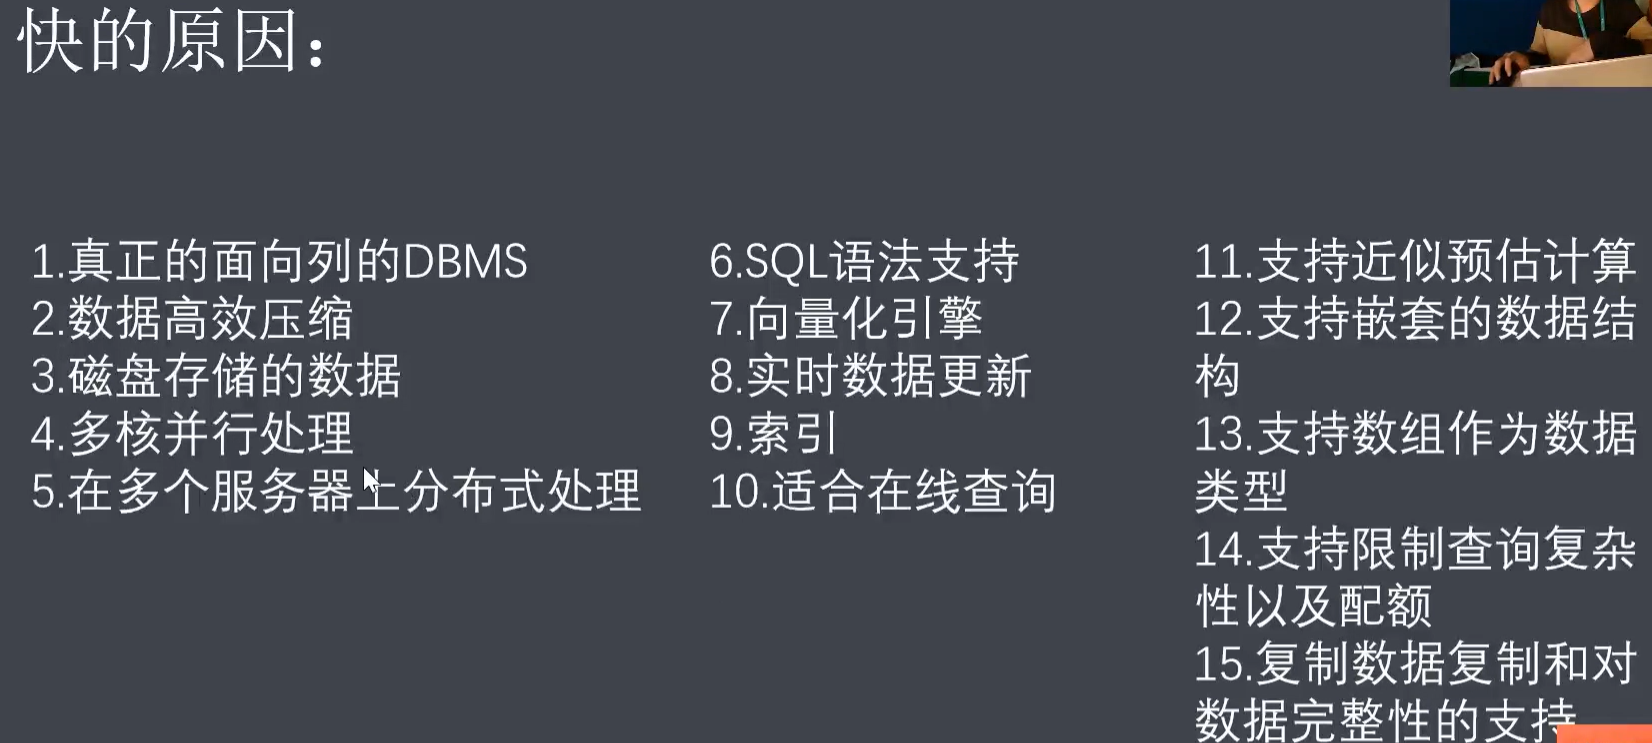 快的原因：
1.真正的面向列的DBMS
2.数据高效压缩
3.磁盘存储的数据
4.多核并行处理
5.在多个服务器上分布式处理
6.SQL语法支持
7.向量化引擎
8.实时数据更新
9.索引
10.适合在线查询
11.支持近似预估计算
12.支持嵌套的数据结
构
13.支持数组作为数据
类型
14.支持限制查询复杂
性以及配额
15.复制数据复制和对
数据完整性的支持